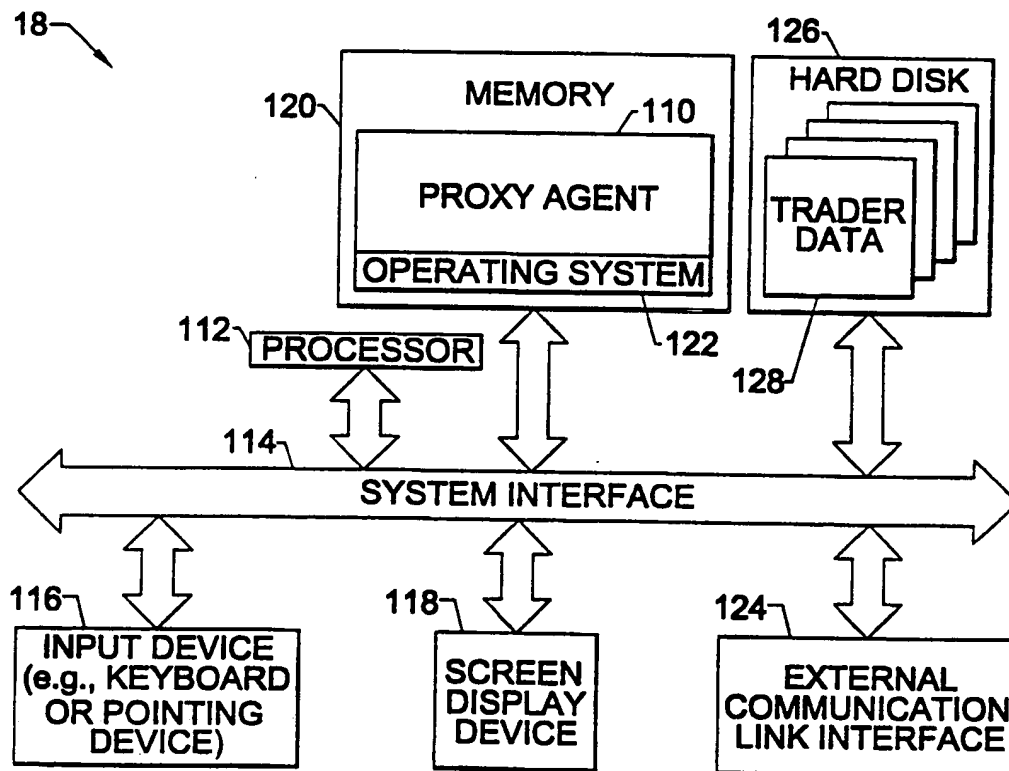 18
126
MEMORY
HARD DISK
120
110
PROXY AGENT
TRADER
DATA
OPERATING SYSTEM
112
PROCESSOR
122
128
114
SYSTEM INTERFACE
116
INPUT DEVICE
(e.g., KEYBOARD
OR POINTING
DEVICE)
118
SCREEN
DISPLAY
DEVICE
124
EXTERNAL
COMMUNICATION
LINK INTERFACE